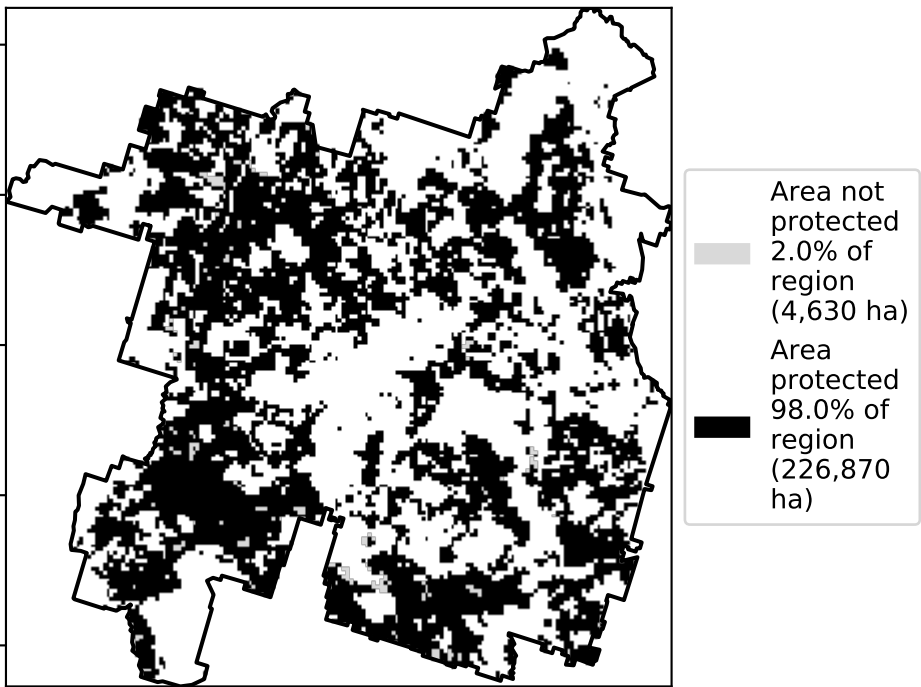 Area not
protected
2.0% of
region
(4,630 ha)
Area
protected
98.0% of
region
(226,870
ha)